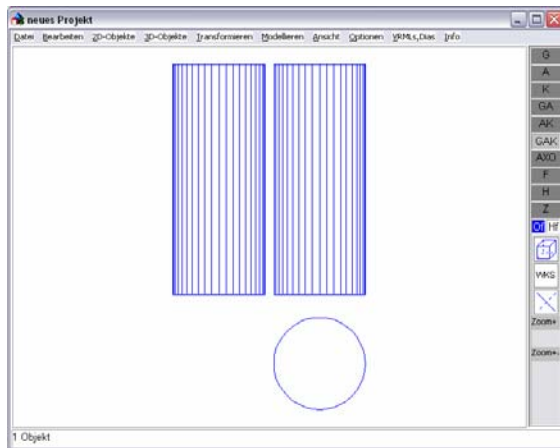 neues Projekt
Datei Bearbeiten 2D-Objekte 3D-Objekte Transformieren Modellieren Ansicht Optionen VRMLs,Dias Info
G
A
K
GA
AK
GAK
AXO
F
H
Z
Of Hf
WKS
Zoom+
Zoom+-
1 Objekt